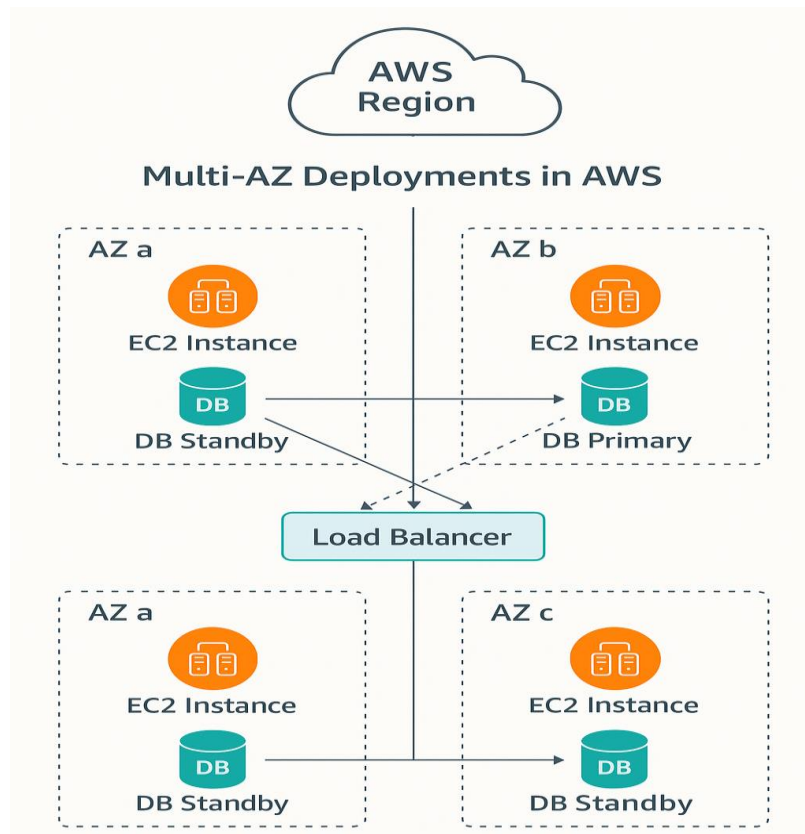 AWS
Region
Multi-AZ Deployments in AWS
AZ a
EC2 Instance
DB
DB Standby
AZ b
EC2 Instance
DB
DB Primary
Load Balancer
AZ a
EC2 Instance
DB
DB Standby
AZ c
EC2 Instance
DB
DB Standby